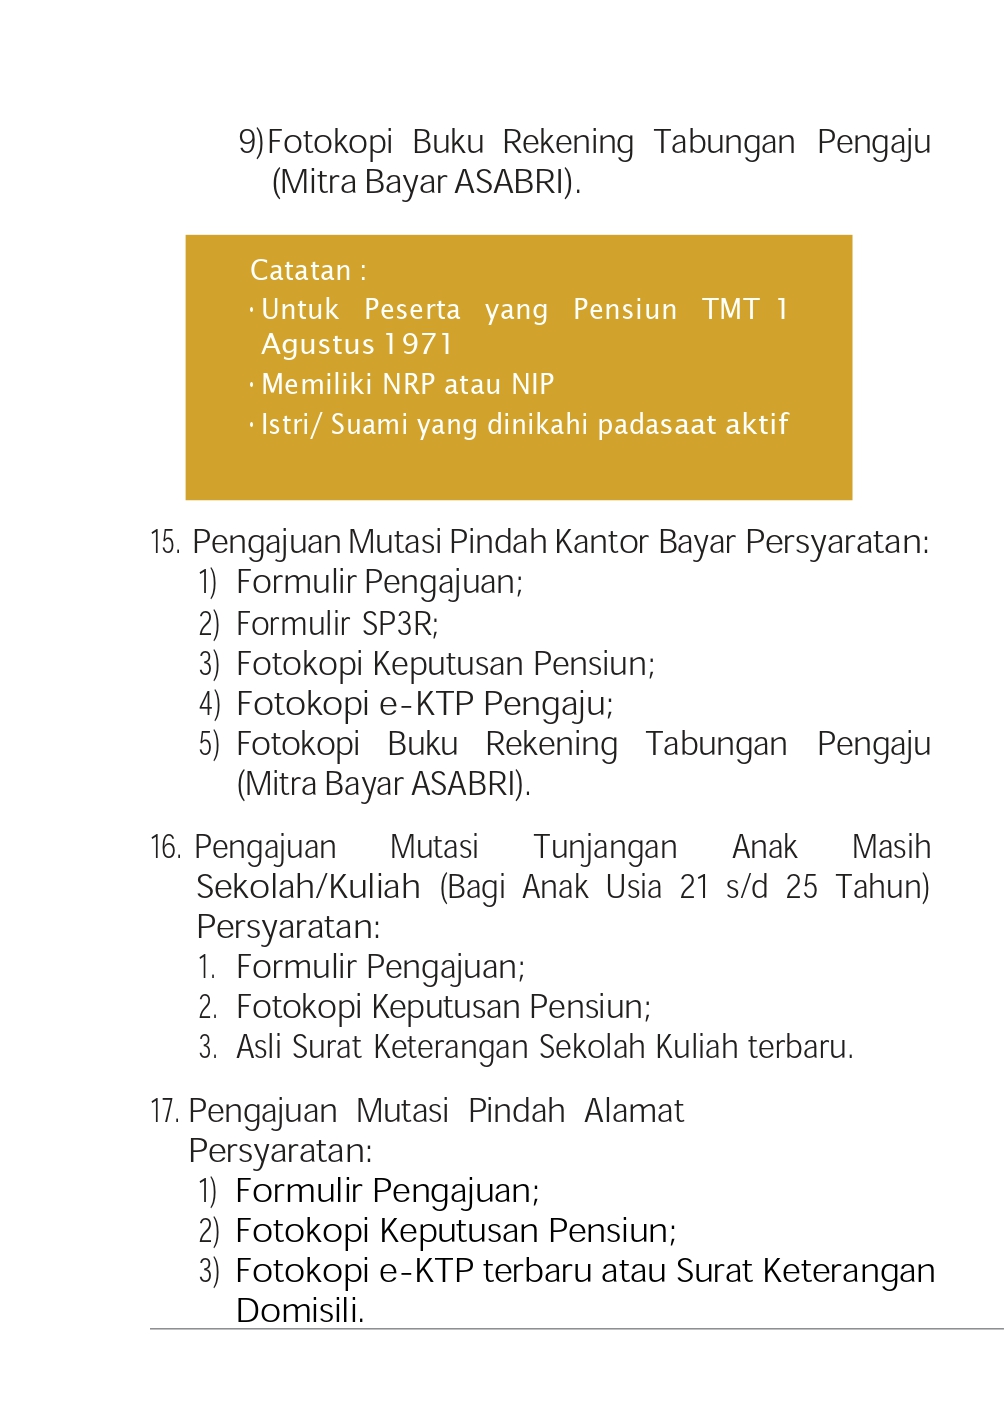 9) Fotokopi Buku Rekening Tabungan Pengaju
(Mitra Bayar ASABRI).
Catatan :
· Untuk Peserta yang Pensiun TMT 1
Agustus 1971
· Memiliki NRP atau NIP
· Istri/ Suami yang dinikahi padasaat aktif
15. Pengajuan Mutasi Pindah Kantor Bayar Persyaratan:
1) Formulir Pengajuan;
2) Formulir SP3R;
3) Fotokopi Keputusan Pensiun;
4) Fotokopi e-KTP Pengaju;
5) Fotokopi Buku Rekening Tabungan Pengaju
(Mitra Bayar ASABRI).
16. Pengajuan Mutasi Tunjangan Anak Masih
Sekolah/Kuliah (Bagi Anak Usia 21 s/d 25 Tahun)
Persyaratan:
1. Formulir Pengajuan;
2. Fotokopi Keputusan Pensiun;
3. Asli Surat Keterangan Sekolah Kuliah terbaru.
17. Pengajuan Mutasi Pindah Alamat
Persyaratan:
1) Formulir Pengajuan;
2) Fotokopi Keputusan Pensiun;
3) Fotokopi e-KTP terbaru atau Surat Keterangan
Domisili.